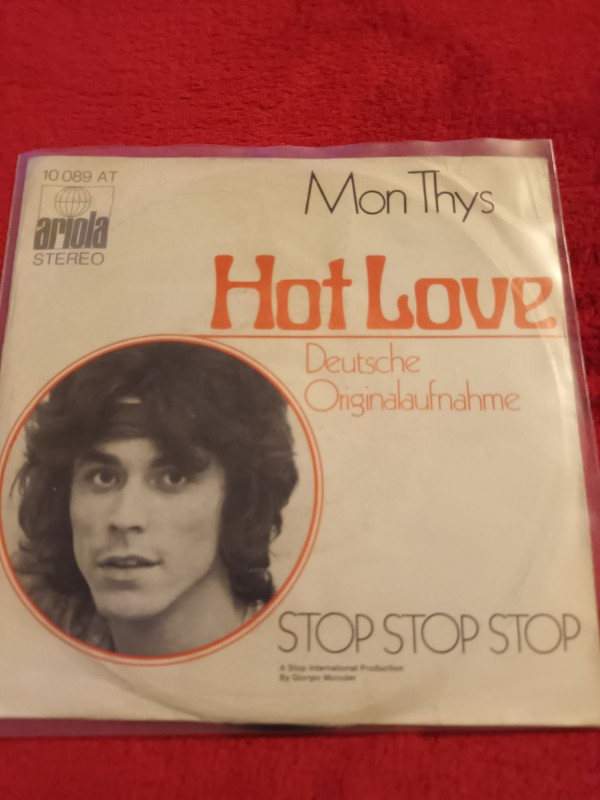 10 089 AT
ariola
STEREO
Mon Thys
Hot Love
Deutsche
Originalaufnahme
STOP STOP STOP
A Stop International Production
By Giorgio Moroder